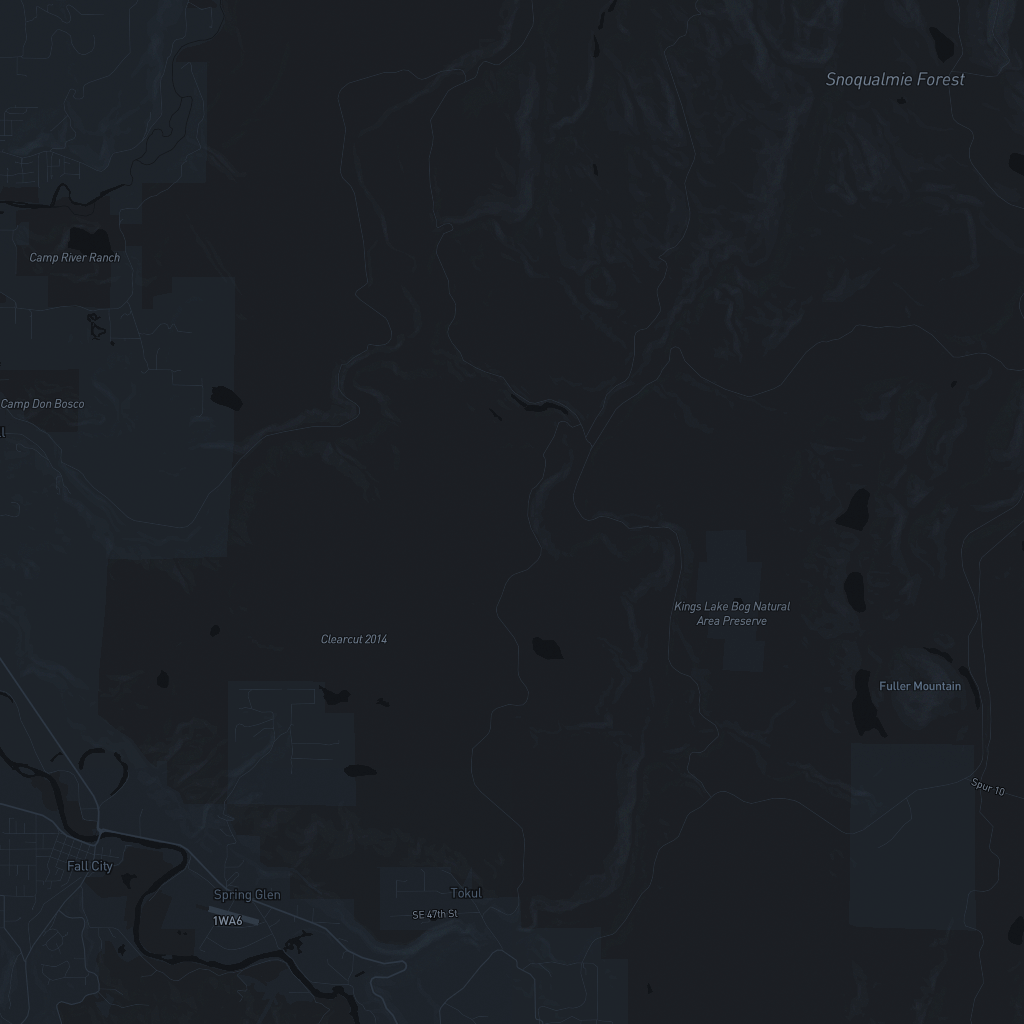 Snoqualmie Forest
Camp River Ranch
Camp Don Bosco
Kings Lake Bog Natural
Area Preserve
Clearcut 2014
Fuller Mountain
Spur 10
Fall City
Spring Glen
Tokul
SE 47th St
1WA6